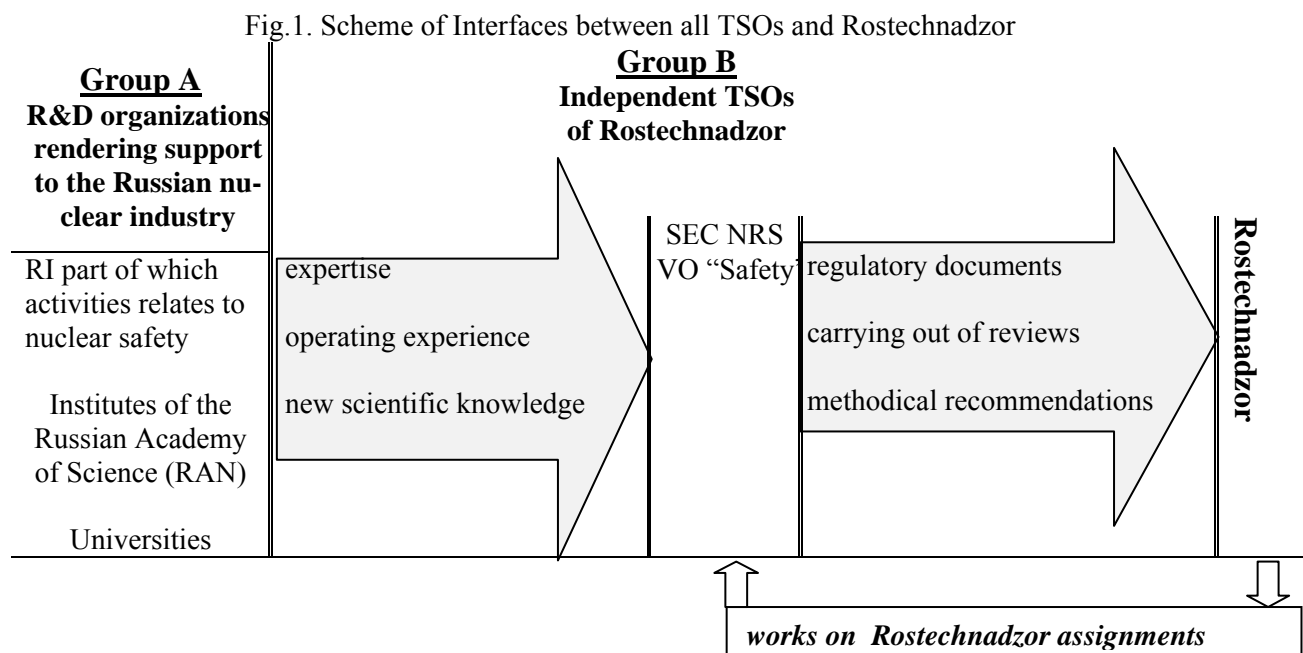 Fig.1. Scheme of Interfaces between all TSOs and Rostechnadzor
Group A
R&D organizations
rendering support
to the Russian nu-
clear industry
RI part of which
activities relates to
nuclear safety
Institutes of the
Russian Academy
of Science (RAN)
Universities
Group B
Independent TSOs
of Rostechnadzor
expertise
operating experience
new scientific knowledge
SEC NRS
VO “Safety”
regulatory documents
carrying out of reviews
methodical recommendations
Rostechnadzor
works on Rostechnadzor assignments